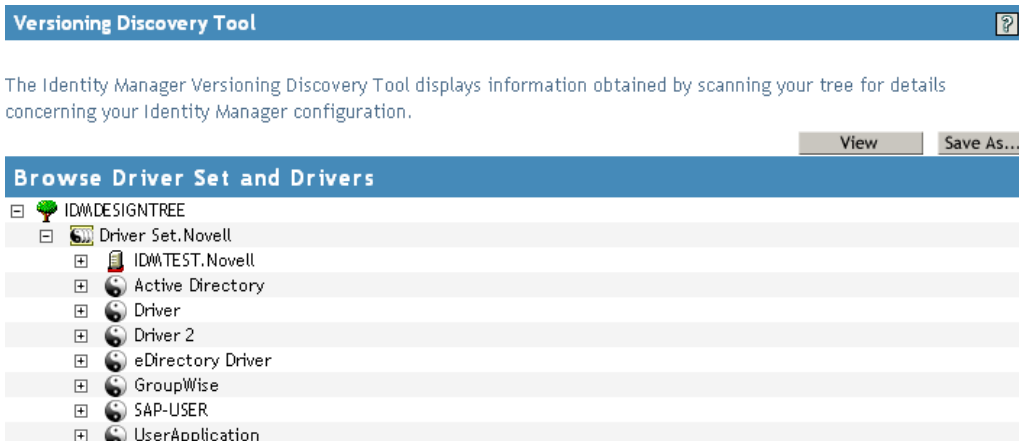 Versioning Discovery Tool
?
The Identity Manager Versioning Discovery Tool displays information obtained by scanning your tree for details
concerning your Identity Manager configuration.
View Save As...
Browse Driver Set and Drivers
IDMDESIGNTREE
Driver Set.Novell
IDMTEST.Novell
Active Directory
Driver
Driver 2
eDirectory Driver
GroupWise
SAP-USER
UserApplication